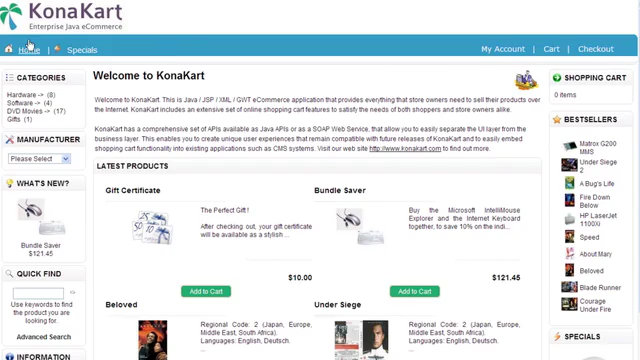 KonaKart
Enterprise Java eCommerce
Home | Specials
My Account | Cart | Checkout
CATEGORIES
Hardware -> (8)
Software -> (4)
DVD Movies -> (17)
Gifts (1)
MANUFACTURER
Please Select
WHAT'S NEW?
Bundle Saver
$121.45
QUICK FIND
Use keywords to find
the product you are
looking for.
Advanced Search
INFORMATION
Welcome to KonaKart
Welcome to KonaKart. This is Java / JSP / XML / GWT eCommerce application that provides everything that store owners need to sell their products over
the Internet. KonaKart includes an extensive set of online shopping cart features to satisfy the needs of both shoppers and store owners alike.
KonaKart has a comprehensive set of APIs available as Java APIs or as a SOAP Web Service, that allow you to easily separate the UI layer from the
business layer. This enables you to create unique user experiences that remain compatible with future releases of KonaKart and to easily embed
shopping cart functionality into existing applications such as CMS systems. Visit our web site http://www.konakart.com to find out more.
LATEST PRODUCTS
Gift Certificate
The Perfect Gift !
After checking out, your gift certificate
will be available as a stylish ...
$10.00
Add to Cart
Bundle Saver
Buy the Microsoft IntelliMouse
Explorer and the Internet Keyboard
together, to save 10% on the indi...
$121.45
Add to Cart
Beloved
Regional Code: 2 (Japan, Europe,
Middle East, South Africa).
Languages: English, Deutsch.
...
Under Siege
Regional Code: 2 (Japan, Europe,
Middle East, South Africa).
Languages: English, Deutsch.
...
SHOPPING CART
0 items
BESTSELLERS
Matrox G200
MMS
Under Siege
2
A Bug's Life
Fire Down
Below
HP LaserJet
1100Xi
Speed
About Mary
Beloved
Blade Runner
Courage
Under Fire
SPECIALS